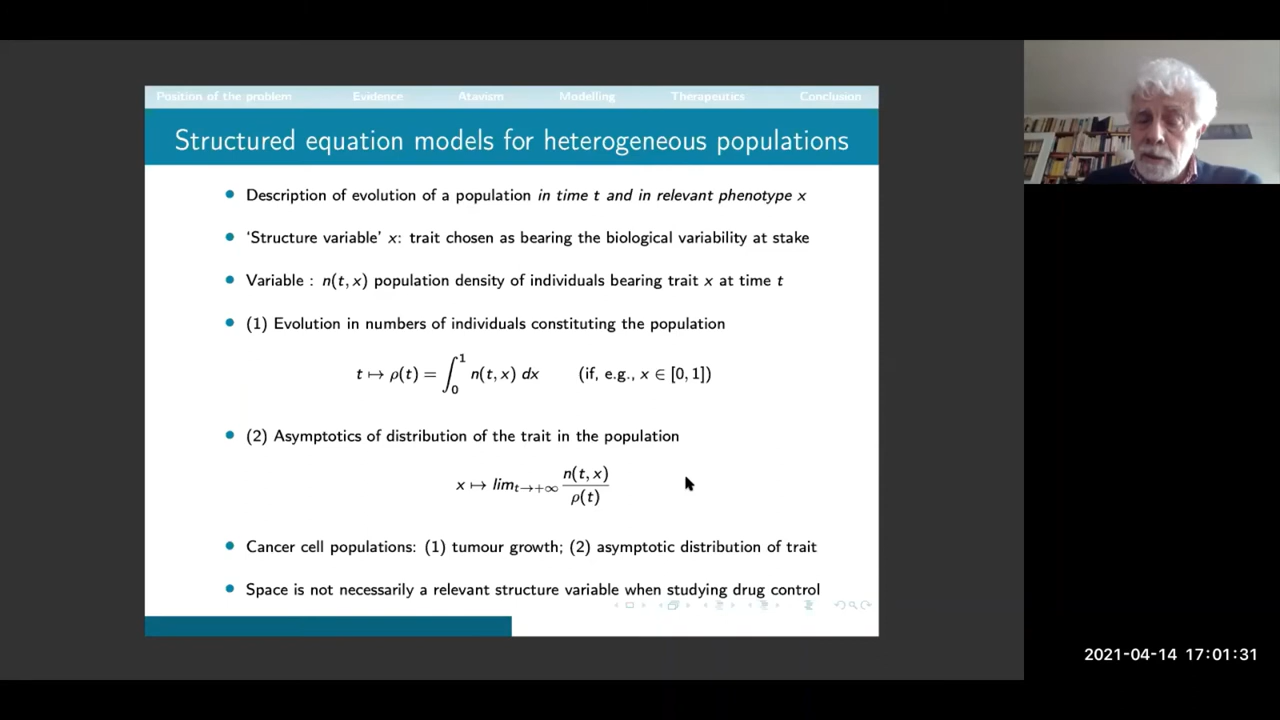 Position of the problem Evidence Atavism Modelling Therapeutics Conclusion
Structured equation models for heterogeneous populations
• Description of evolution of a population in time t and in relevant phenotype x
• ‘Structure variable’ x: trait chosen as bearing the biological variability at stake
• Variable : n(t, x) population density of individuals bearing trait x at time t
• (1) Evolution in numbers of individuals constituting the population
t ↦ ρ(t) = ∫₀¹ n(t, x) dx (if, e.g., x ∈ [0, 1])
• (2) Asymptotics of distribution of the trait in the population
x ↦ lim_{t→+∞} n(t, x) / ρ(t)
• Cancer cell populations: (1) tumour growth; (2) asymptotic distribution of trait
• Space is not necessarily a relevant structure variable when studying drug control
2021-04-14 17:01:31